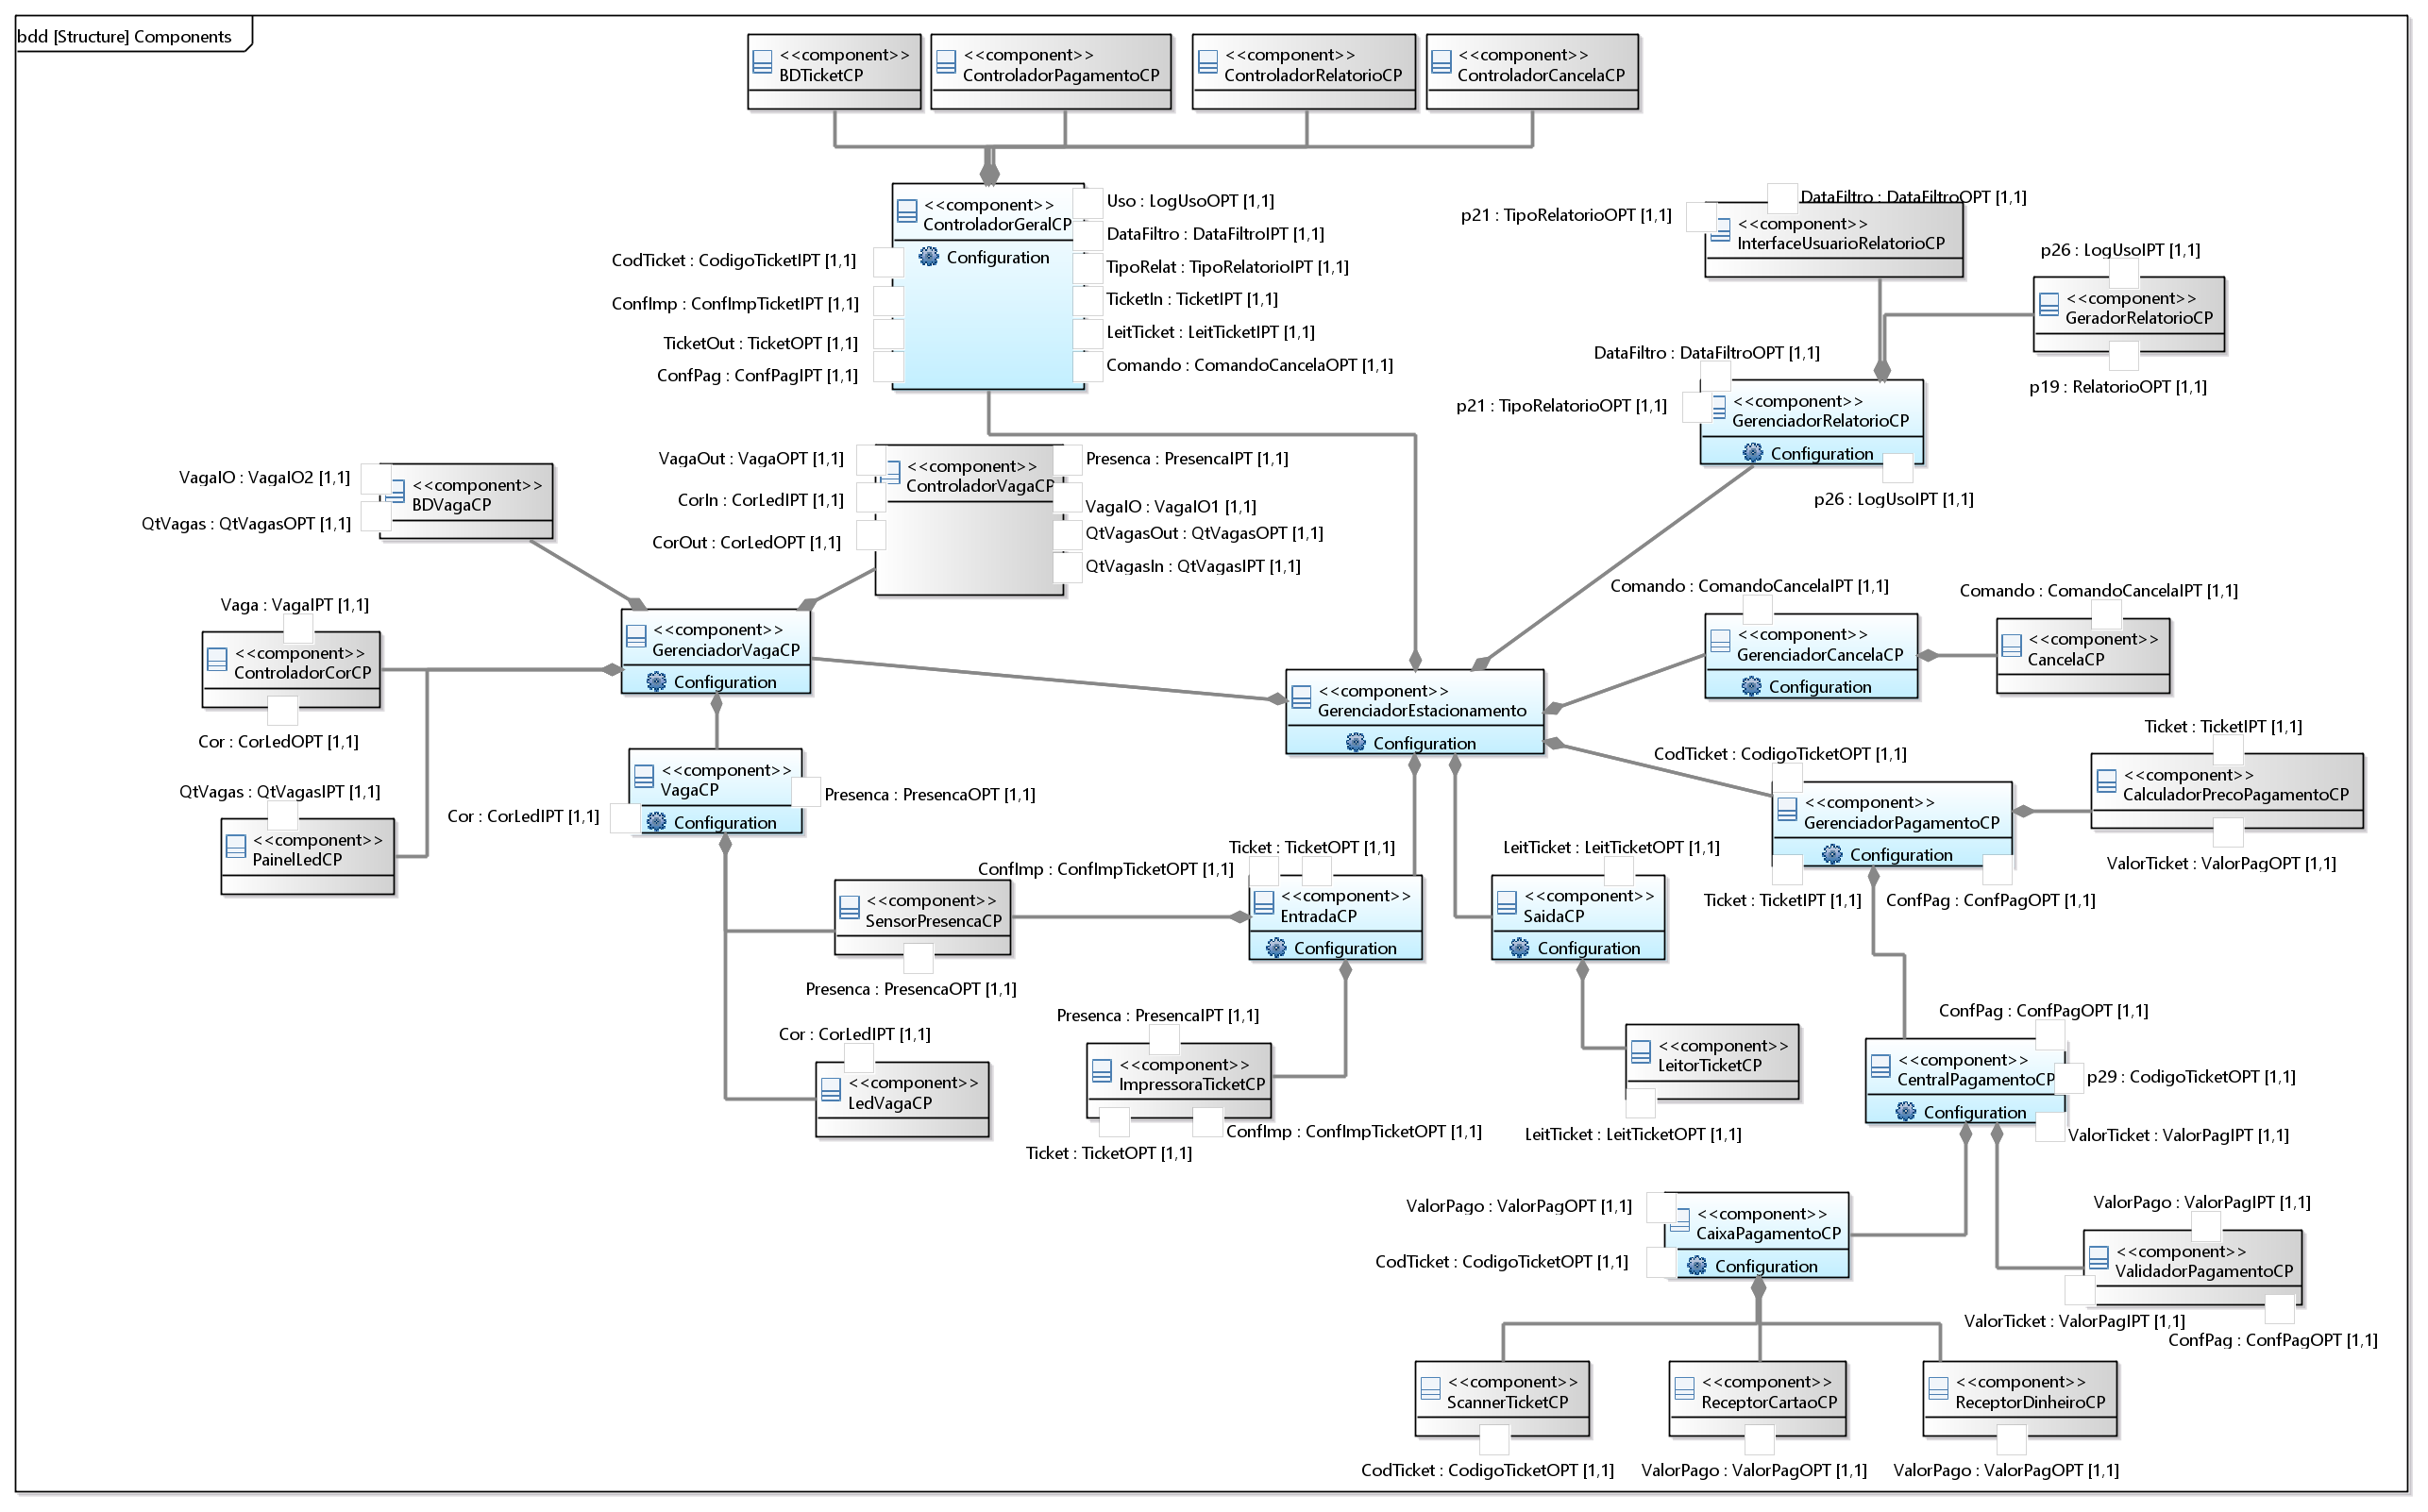 bdd [Structure] Components
<<component>>
BDTicketCP
<<component>>
ControladorPagamentoCP
<<component>>
ControladorRelatorioCP
<<component>>
ControladorCancelaCP
<<component>>
ControladorGeralCP
Configuration
CodTicket : CodigoTicketIPT [1,1]
ConfImp : ConfImpTicketIPT [1,1]
TicketOut : TicketOPT [1,1]
ConfPag : ConfPagIPT [1,1]
Uso : LogUsoOPT [1,1]
DataFiltro : DataFiltroIPT [1,1]
TipoRelat : TipoRelatorioIPT [1,1]
TicketIn : TicketIPT [1,1]
LeitTicket : LeitTicketIPT [1,1]
Comando : ComandoCancelaOPT [1,1]
DataFiltro : DataFiltroOPT [1,1]
p21 : TipoRelatorioOPT [1,1]
<<component>>
InterfaceUsuarioRelatorioCP
p26 : LogUsoIPT [1,1]
<<component>>
GeradorRelatorioCP
p19 : RelatorioOPT [1,1]
DataFiltro : DataFiltroOPT [1,1]
p21 : TipoRelatorioOPT [1,1]
<<component>>
GerenciadorRelatorioCP
Configuration
p26 : LogUsoIPT [1,1]
VagaIO : VagaIO2 [1,1]
QtVagas : QtVagasOPT [1,1]
<<component>>
BDVagaCP
VagaOut : VagaOPT [1,1]
CorIn : CorLedIPT [1,1]
CorOut : CorLedOPT [1,1]
<<component>>
ControladorVagaCP
Presenca : PresencaIPT [1,1]
VagaIO : VagaIO1 [1,1]
QtVagasOut : QtVagasOPT [1,1]
QtVagasIn : QtVagasIPT [1,1]
Vaga : VagaIPT [1,1]
<<component>>
ControladorCorCP
Cor : CorLedOPT [1,1]
<<component>>
GerenciadorVagaCP
Configuration
Comando : ComandoCancelaIPT [1,1]
<<component>>
GerenciadorCancelaCP
Configuration
Comando : ComandoCancelaIPT [1,1]
<<component>>
CancelaCP
<<component>>
GerenciadorEstacionamento
Configuration
QtVagas : QtVagasIPT [1,1]
<<component>>
PainelLedCP
<<component>>
VagaCP
Configuration
Cor : CorLedIPT [1,1]
Presenca : PresencaOPT [1,1]
CodTicket : CodigoTicketOPT [1,1]
<<component>>
GerenciadorPagamentoCP
Configuration
Ticket : TicketIPT [1,1]
ConfPag : ConfPagOPT [1,1]
Ticket : TicketIPT [1,1]
<<component>>
CalculadorPrecoPagamentoCP
ValorTicket : ValorPagOPT [1,1]
<<component>>
SensorPresencaCP
Presenca : PresencaOPT [1,1]
Ticket : TicketOPT [1,1]
ConfImp : ConfImpTicketOPT [1,1]
<<component>>
EntradaCP
Configuration
LeitTicket : LeitTicketOPT [1,1]
<<component>>
SaidaCP
Configuration
Cor : CorLedIPT [1,1]
<<component>>
LedVagaCP
Presenca : PresencaIPT [1,1]
<<component>>
ImpressoraTicketCP
ConfImp : ConfImpTicketOPT [1,1]
Ticket : TicketOPT [1,1]
<<component>>
LeitorTicketCP
LeitTicket : LeitTicketOPT [1,1]
ConfPag : ConfPagOPT [1,1]
<<component>>
CentralPagamentoCP
Configuration
p29 : CodigoTicketOPT [1,1]
ValorTicket : ValorPagIPT [1,1]
ValorPago : ValorPagOPT [1,1]
CodTicket : CodigoTicketOPT [1,1]
<<component>>
CaixaPagamentoCP
Configuration
ValorPago : ValorPagIPT [1,1]
<<component>>
ValidadorPagamentoCP
ValorTicket : ValorPagIPT [1,1]
ConfPag : ConfPagOPT [1,1]
<<component>>
ScannerTicketCP
CodTicket : CodigoTicketOPT [1,1]
<<component>>
ReceptorCartaoCP
ValorPago : ValorPagOPT [1,1]
<<component>>
ReceptorDinheiroCP
ValorPago : ValorPagOPT [1,1]